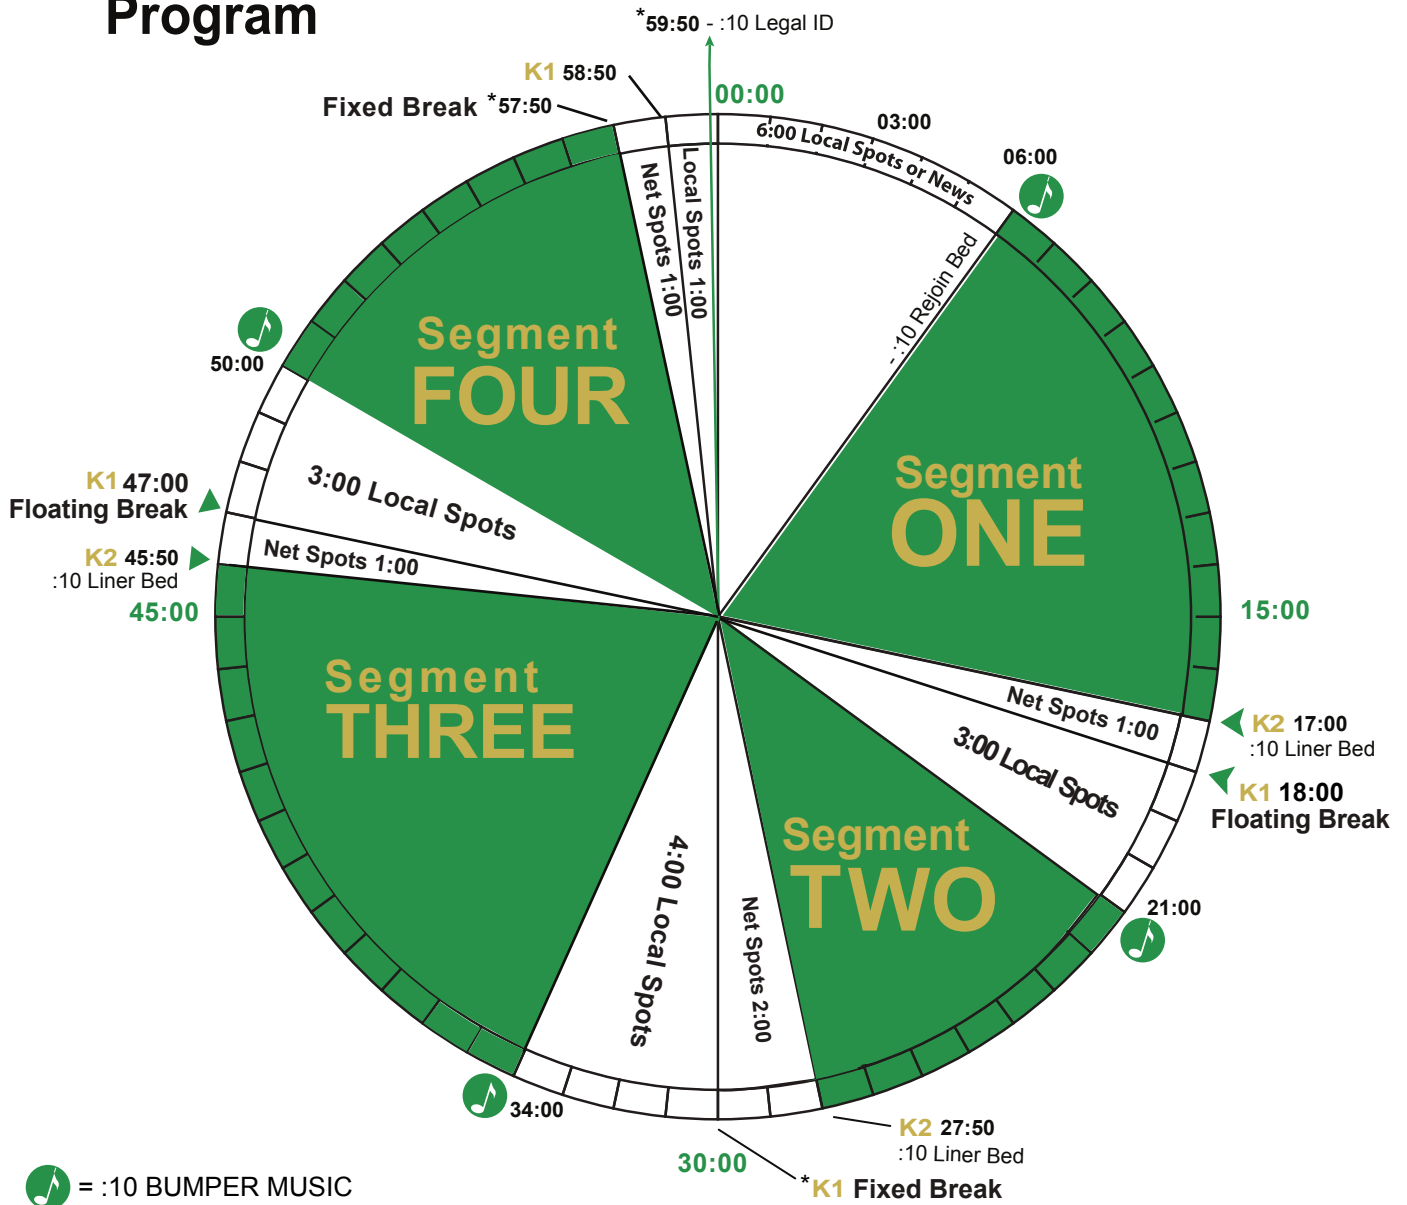 Program
*59:50 - :10 Legal ID
K1 58:50
00:00
Fixed Break *57:50
03:00
6:00 Local Spots or News
06:00
Net Spots 1:00
Local Spots 1:00
- :10 Rejoin Bed
50:00
Segment
FOUR
Segment
ONE
K1 47:00
Floating Break
3:00 Local Spots
K2 45:50
:10 Liner Bed
Net Spots 1:00
45:00
15:00
Segment
THREE
Net Spots 1:00
K2 17:00
:10 Liner Bed
3:00 Local Spots
K1 18:00
Floating Break
Segment
TWO
4:00 Local Spots
Net Spots 2:00
21:00
34:00
K2 27:50
:10 Liner Bed
30:00
*K1 Fixed Break
= :10 BUMPER MUSIC